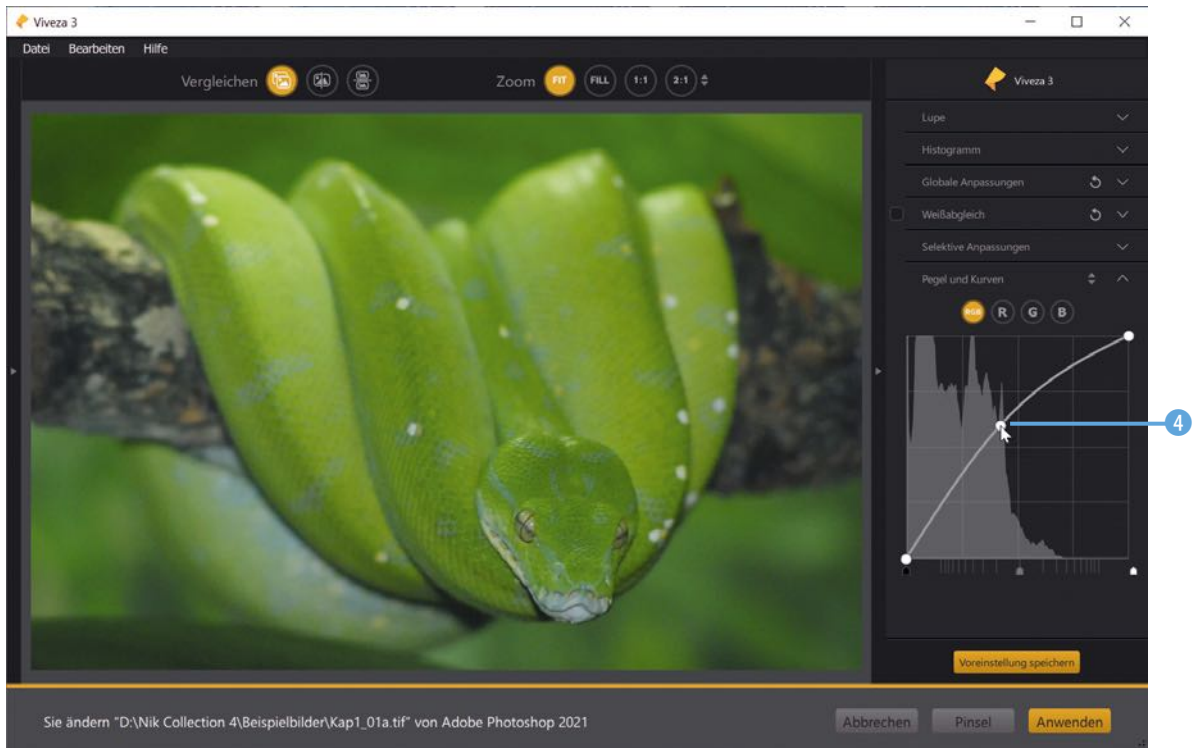 Viveza 3
Datei Bearbeiten Hilfe
Vergleichen Zoom FIT FILL 1:1 2:1
Viveza 3
Lupe
Histogramm
Globale Anpassungen
Weißabgleich
Selektive Anpassungen
Pegel und Kurven
RGB R G B
4
Voreinstellung speichern
Sie ändern "D:\Nik Collection 4\Beispielbilder\Kap1_01a.tif" von Adobe Photoshop 2021
Abbrechen Pinsel Anwenden